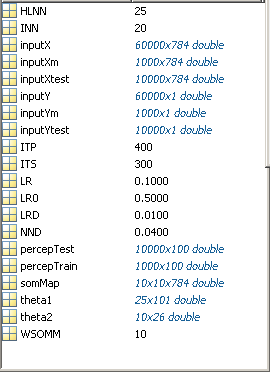 HLNN 25
INN 20
inputX 60000x784 double
inputXm 1000x784 double
inputXtest 10000x784 double
inputY 60000x1 double
inputYm 1000x1 double
inputYtest 10000x1 double
ITP 400
ITS 300
LR 0.1000
LR0 0.5000
LRD 0.0100
NND 0.0400
percepTest 10000x100 double
percepTrain 1000x100 double
somMap 10x10x784 double
theta1 25x101 double
theta2 10x26 double
WSOMM 10